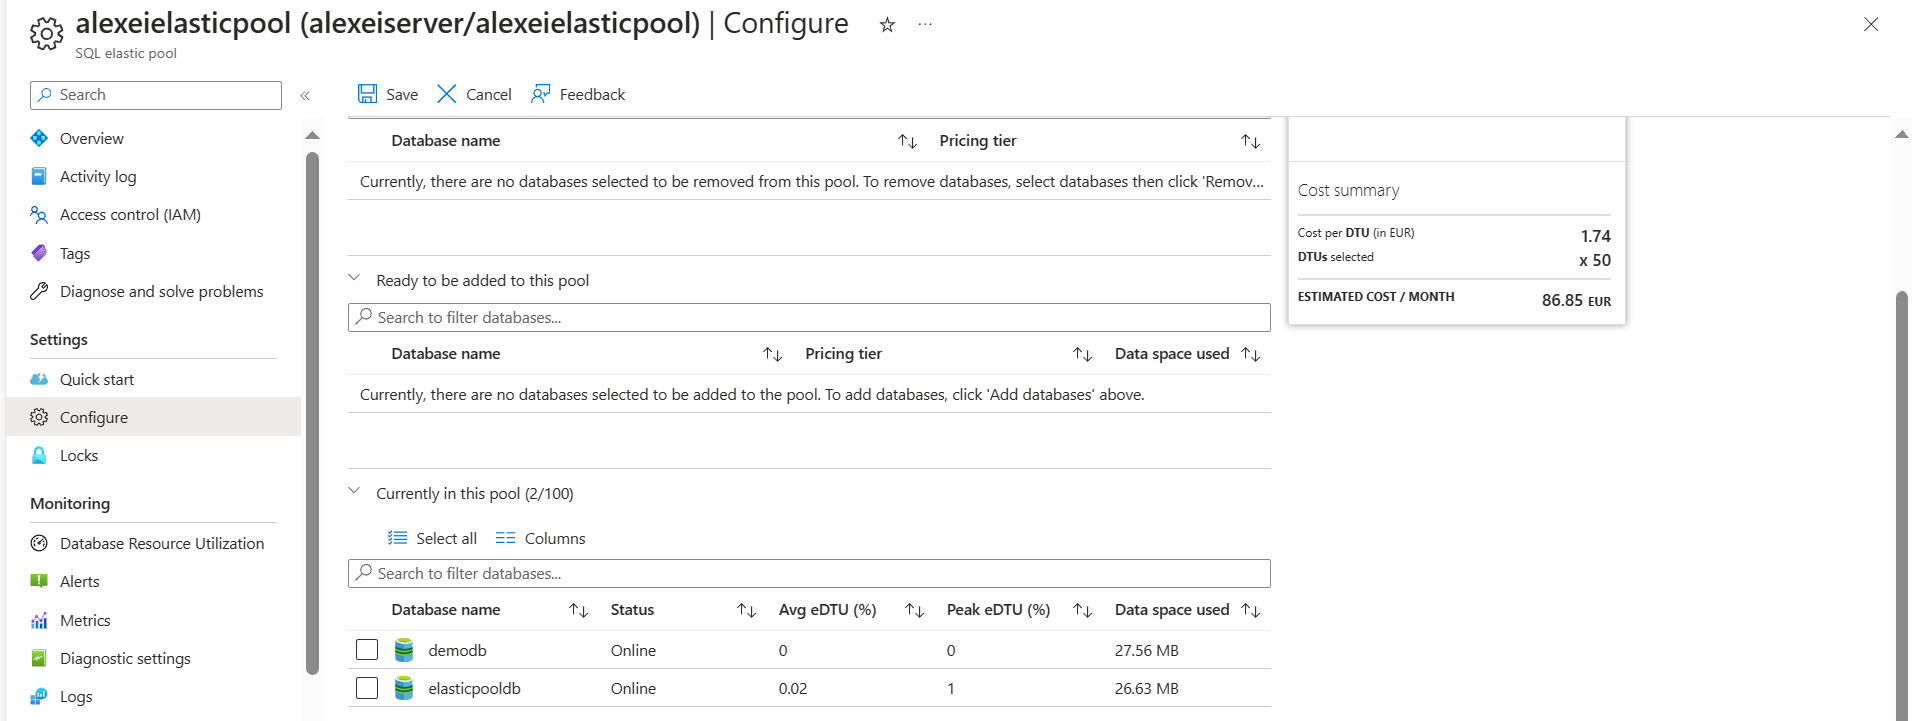 alexeielasticpool (alexeiserver/alexeielasticpool) | Configure
SQL elastic pool
Search
Overview
Activity log
Access control (IAM)
Tags
Diagnose and solve problems
Settings
Quick start
Configure
Locks
Monitoring
Database Resource Utilization
Alerts
Metrics
Diagnostic settings
Logs
Save Cancel Feedback
Database name Pricing tier
Currently, there are no databases selected to be removed from this pool. To remove databases, select databases then click 'Remov...
Ready to be added to this pool
Search to filter databases...
Database name Pricing tier Data space used
Currently, there are no databases selected to be added to the pool. To add databases, click 'Add databases' above.
Currently in this pool (2/100)
Select all Columns
Search to filter databases...
Database name Status Avg eDTU (%) Peak eDTU (%) Data space used
demodb Online 0 0 27.56 MB
elasticpooldb Online 0.02 1 26.63 MB
Cost summary
Cost per DTU (in EUR) 1.74
DTUs selected x 50
ESTIMATED COST / MONTH 86.85 EUR